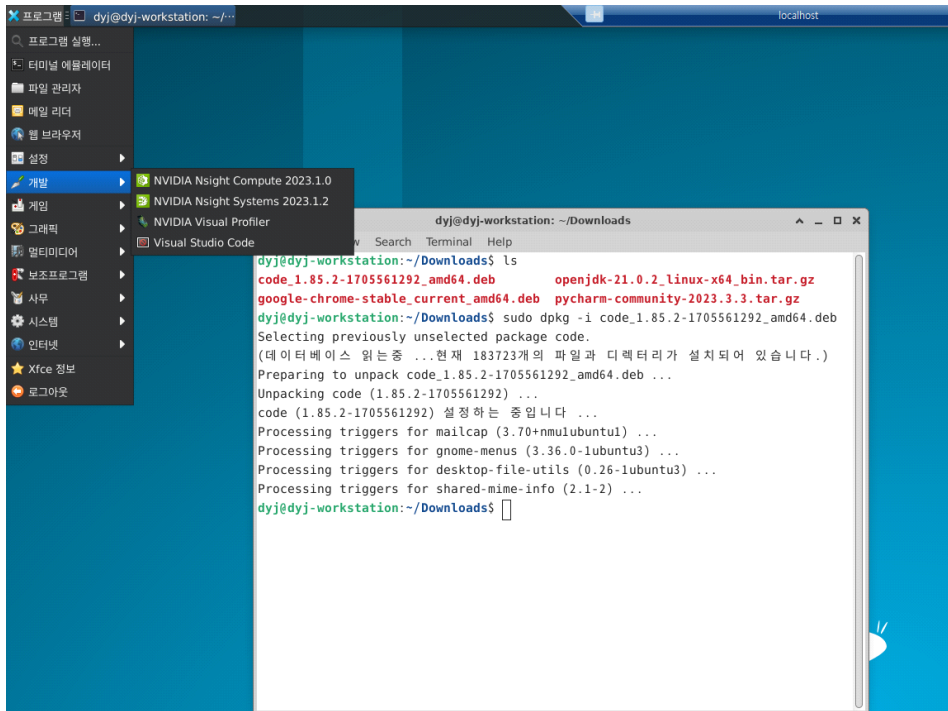 프로그램 dyj@dyj-workstation: ~/··· localhost
프로그램 실행...
터미널 에뮬레이터
파일 관리자
메일 리더
웹 브라우저
설정
개발
게임
그래픽
멀티미디어
보조프로그램
사무
시스템
인터넷
Xfce 정보
로그아웃
NVIDIA Nsight Compute 2023.1.0
NVIDIA Nsight Systems 2023.1.2
NVIDIA Visual Profiler
Visual Studio Code
dyj@dyj-workstation: ~/Downloads
Search Terminal Help
dyj@dyj-workstation:~/Downloads$ ls
code_1.85.2-1705561292_amd64.deb openjdk-21.0.2_linux-x64_bin.tar.gz
google-chrome-stable_current_amd64.deb pycharm-community-2023.3.3.tar.gz
dyj@dyj-workstation:~/Downloads$ sudo dpkg -i code_1.85.2-1705561292_amd64.deb
Selecting previously unselected package code.
(데이터베이스 읽는중 ...현재 183723개의 파일과 디렉터리가 설치되어 있습니다.)
Preparing to unpack code_1.85.2-1705561292_amd64.deb ...
Unpacking code (1.85.2-1705561292) ...
code (1.85.2-1705561292) 설정하는 중입니다 ...
Processing triggers for mailcap (3.70+nmu1ubuntu1) ...
Processing triggers for gnome-menus (3.36.0-1ubuntu3) ...
Processing triggers for desktop-file-utils (0.26-1ubuntu3) ...
Processing triggers for shared-mime-info (2.1-2) ...
dyj@dyj-workstation:~/Downloads$